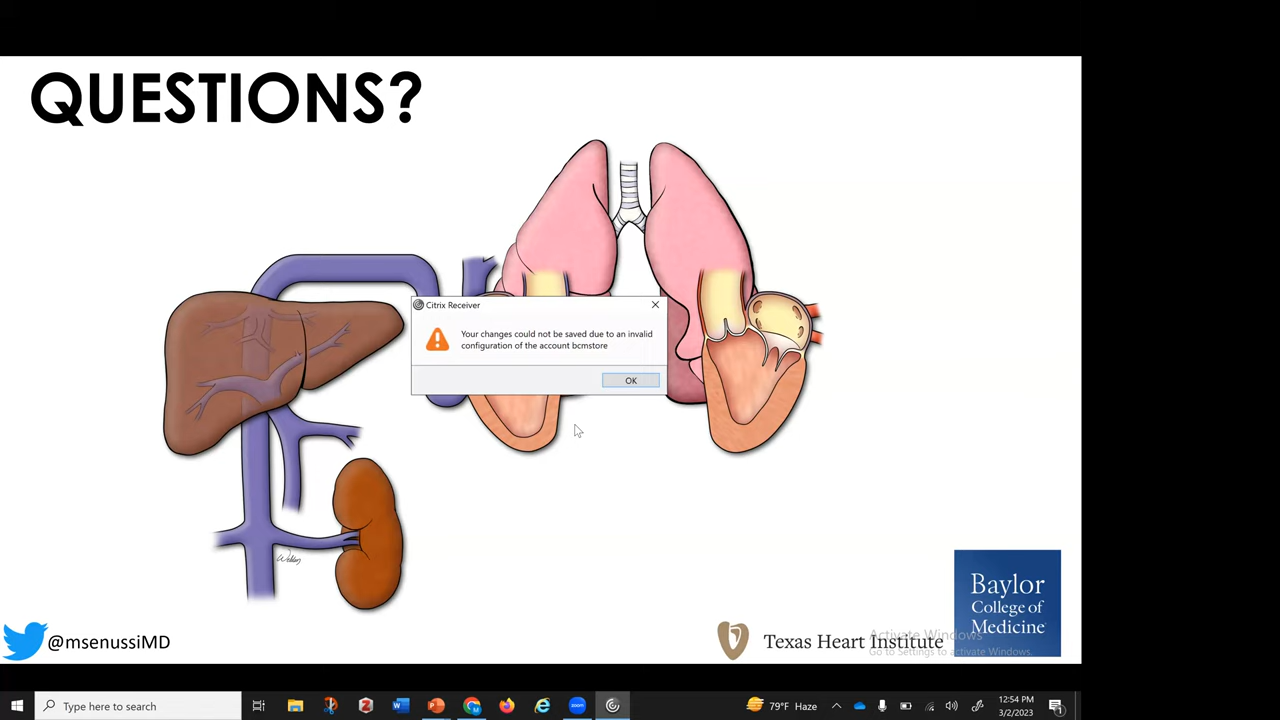 QUESTIONS?
Citrix Receiver
Your changes could not be saved due to an invalid
configuration of the account bcmstore
OK
@msenussiMD
Texas Heart Institute
Baylor
College of
Medicine
Activate Windows
Go to Settings to activate Windows.
Type here to search
zoom
79°F Haze
12:54 PM
3/2/2023
1